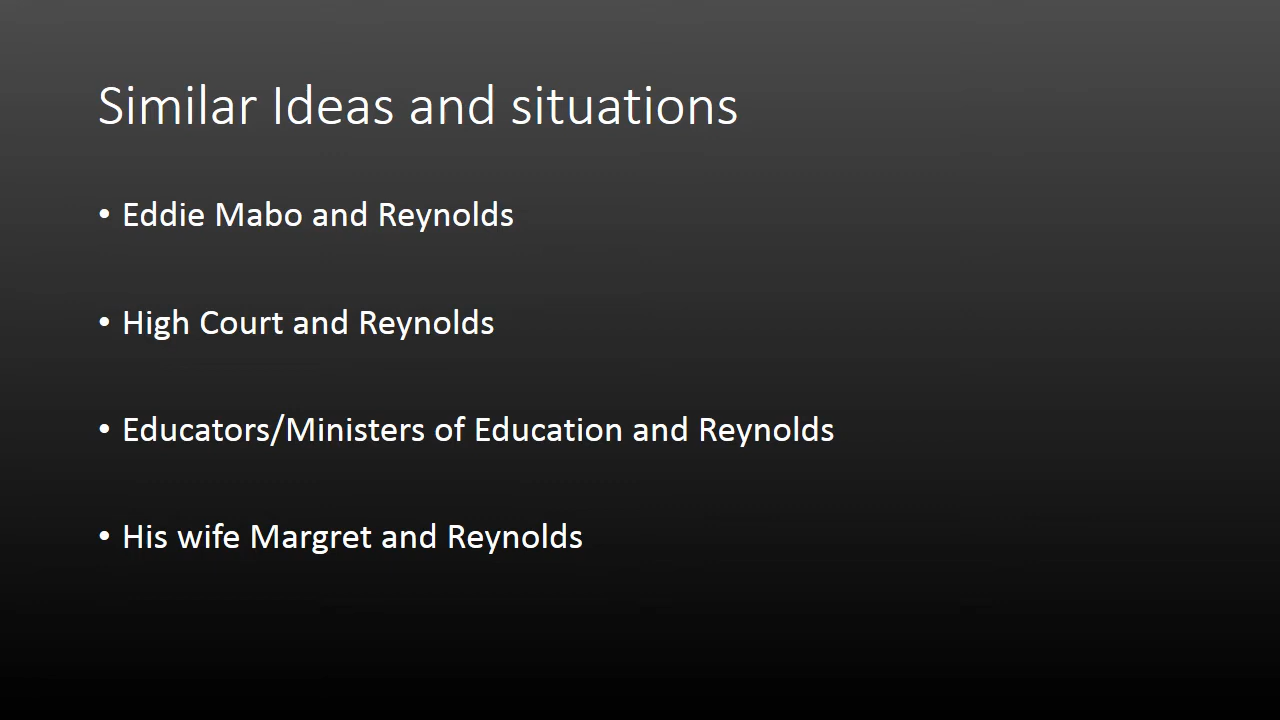 Similar Ideas and situations
• Eddie Mabo and Reynolds
• High Court and Reynolds
• Educators/Ministers of Education and Reynolds
• His wife Margret and Reynolds